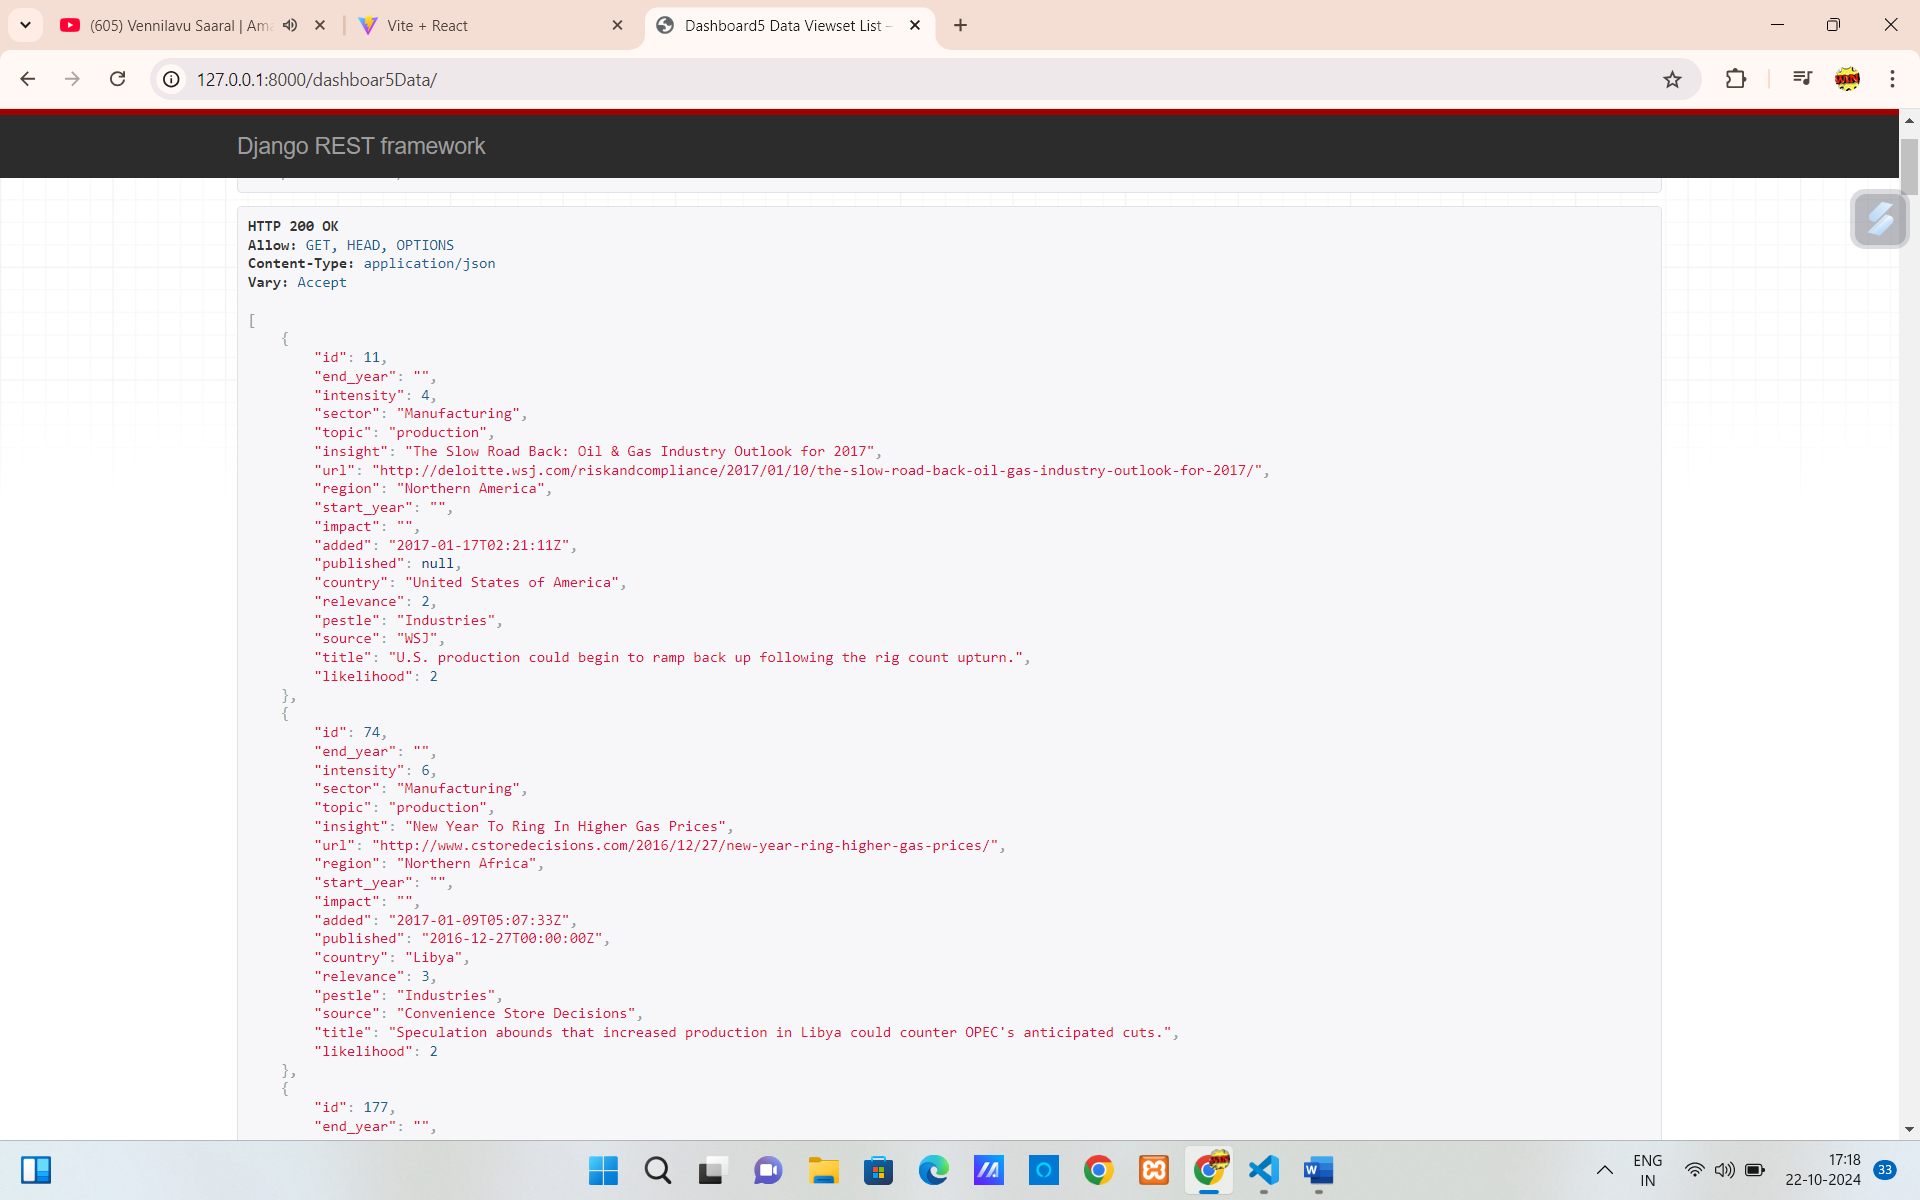 (605) Vennilavu Saaral | Ama
Vite + React
Dashboard5 Data Viewset List –
127.0.0.1:8000/dashboar5Data/
Django REST framework
HTTP 200 OK
Allow: GET, HEAD, OPTIONS
Content-Type: application/json
Vary: Accept
[
{
"id": 11,
"end_year": "",
"intensity": 4,
"sector": "Manufacturing",
"topic": "production",
"insight": "The Slow Road Back: Oil & Gas Industry Outlook for 2017",
"url": "http://deloitte.wsj.com/riskandcompliance/2017/01/10/the-slow-road-back-oil-gas-industry-outlook-for-2017/",
"region": "Northern America",
"start_year": "",
"impact": "",
"added": "2017-01-17T02:21:11Z",
"published": null,
"country": "United States of America",
"relevance": 2,
"pestle": "Industries",
"source": "WSJ",
"title": "U.S. production could begin to ramp back up following the rig count upturn.",
"likelihood": 2
},
{
"id": 74,
"end_year": "",
"intensity": 6,
"sector": "Manufacturing",
"topic": "production",
"insight": "New Year To Ring In Higher Gas Prices",
"url": "http://www.cstoredecisions.com/2016/12/27/new-year-ring-higher-gas-prices/",
"region": "Northern Africa",
"start_year": "",
"impact": "",
"added": "2017-01-09T05:07:33Z",
"published": "2016-12-27T00:00:00Z",
"country": "Libya",
"relevance": 3,
"pestle": "Industries",
"source": "Convenience Store Decisions",
"title": "Speculation abounds that increased production in Libya could counter OPEC's anticipated cuts.",
"likelihood": 2
},
{
"id": 177,
"end_year": "",
ENG
IN
17:18
22-10-2024
33